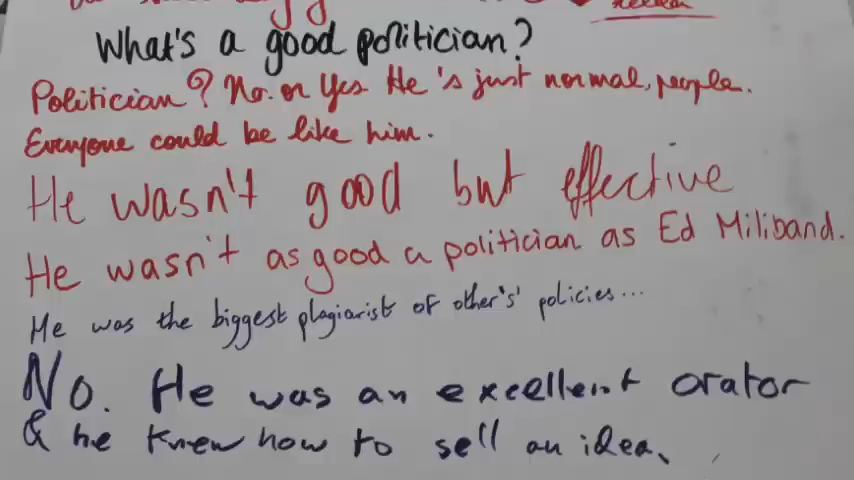 What's a good politician?
Politician? No. or Yes He's just normal, people.
Everyone could be like him.
He wasn't good but effective
He wasn't as good a politician as Ed Miliband.
He was the biggest plagiarist of other's' policies...
No. He was an excellent orator
& he knew how to sell an idea.